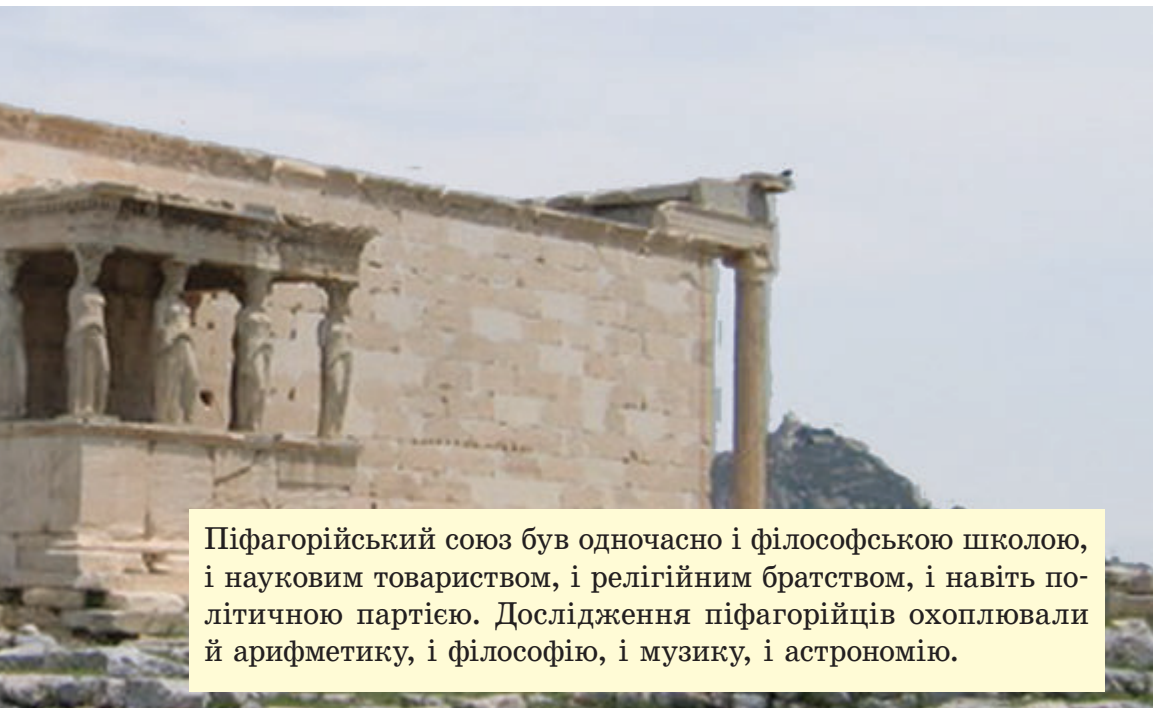 Піфагорійський союз був одночасно і філософською школою,
і науковим товариством, і релігійним братством, і навіть по-
літичною партією. Дослідження піфагорійців охоплювали
й арифметику, і філософію, і музику, і астрономію.